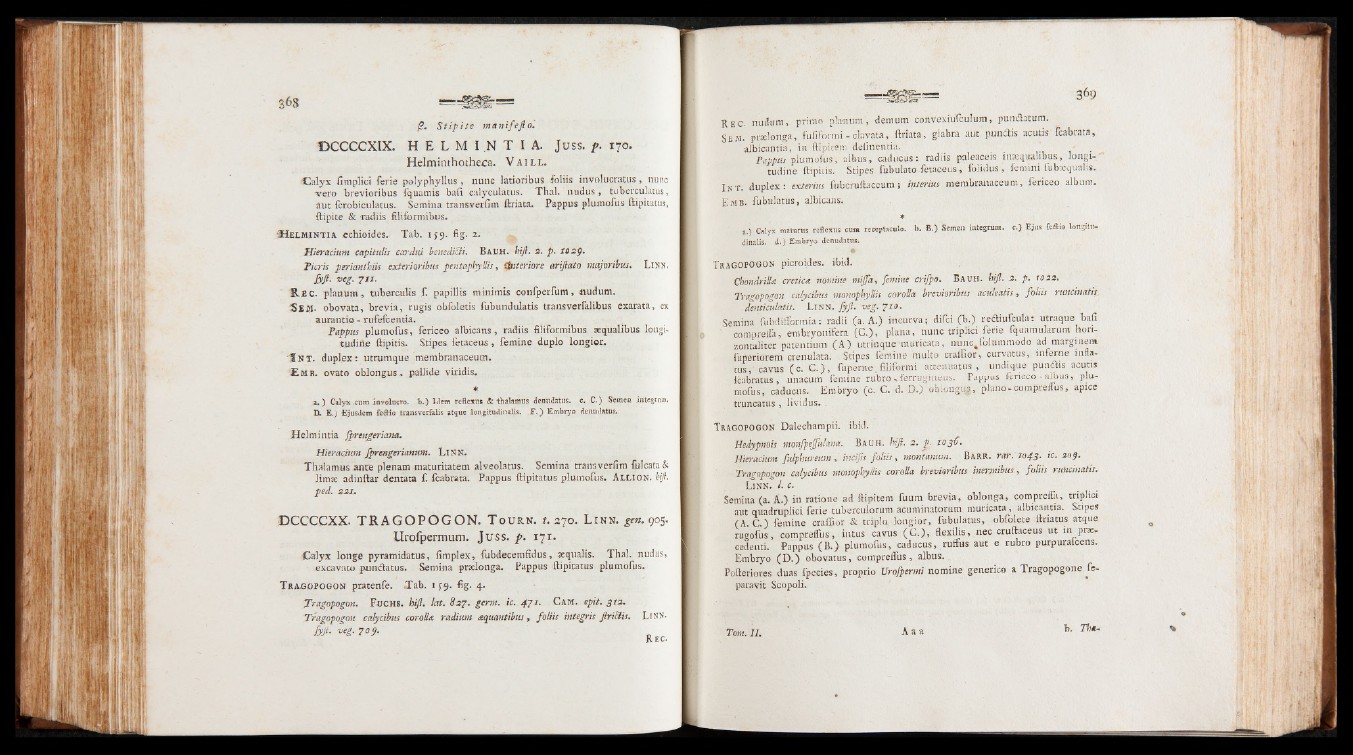 368
β. Stipite manifeſto.
DCCCCXIX. HELMINTIA. Juss. p. 170.
Helminthotheca. VAILL.
Calyx ſimplici ſerie polyphyllus, nunc latioribus foliis involucratus, nunc
vero brevioribus ſquamis baſi calyculatus. Thal. nudus, tuberculatus,
aut ſcrobiculatus. Semina transverſim ſtriata. Pappus plumoſus ſtipitatus,
ſtipite & radiis filiformibus.
HELMINTIA echioides. Tab. 159. fig. 2.
Hieracium capitulis cardui benedicti. BAUH. hiſt. 2. p. 1029.
Picris perianthiis exterioribus pentaphyllis, interiore ariſtato majoribus. LINN.
ſyſt. veg. 711.
REC. planum, tuberculis ſ. papillis minimis conſperſum, nudum.
SEM. obovata, brevia, rugis obſoletis ſubundulatis transverſalibus exarata, ex
aurantio-rufeſcentia.
Pappus plumoſus, ſericeo albicans, radiis filiformibus æqualibus longi-
tudine ſtipitis. Stipes ſetaceus, ſemine duplo longior.
INT. duplex: utrumque membranaceum.
EMB. ovato oblongus, pallide viridis.
*
a.) Calyx cum involucro. b.) Idem reflexus & thalamus denudatus. c. C.) Semen integrum.
D. E.) Ejusdem ſectio transverſalis atque longitudinalis. F.) Embryo denudatus.
Helmintia ſprengeriana.
Hieracium ſprengerianum. LINN.
Thalamus ante plenam maturitatem alveolatus. Semina transverſim ſulcata &
limæ adinſtar dentata ſ. ſcabrata. Pappus ſtipitatus plumoſus. ALLION. hiſt.
ped. 221.
DCCCCXX. TRAGOPOGON. TOURN. t. 270. LINN. gen. 905.
Uroſpermum. JUSS. p. 171.
Calyx longe pyramidatus, ſimplex, ſubdecemfidus, æqualis. Thal. nudus,
excavato punctatus. Semina prælonga. Pappus ſtipitatus plumoſus.
TRAGOPOGON pratenſe. Tab. 159. fig. 4.
Tragopogon. FUCHS. hiſt. lat. 827. germ. ic. 471. CAM. epit. 312.
Tragopogon calycibus corollæ radium æquantibus, foliis integris ſtrictis. LINN.
ſyſt. veg. 709.
REC.
369
REC. nudum, primo planum, demum convexiuſculum, punctatum.
SEM. prælonga, fuſiformi-clavata, ſtriata, glabra aut punctis acutis ſcabrata,
albicantia, in ſtipitem deſinentia.
Pappus plumoſus, albus, caducus: radiis paleaceis inæqualibus, longi-
tudine ſtipitis. Stipes ſubulato ſetaceus, ſolidus, ſemini ſubæqualis.
INT. duplex: exterius ſubcruſtaceum; interius membranaceum, ſericeo album.
EMB. ſubulatus, albicans.
*
a.) Calyx maturus reflexus cum receptaculo. b. B.) Semen integrum. c.) Ejus ſectio longitu-
dinalis. d.) Embryo denudatus.
TRAGOPOGON picroides. ibid.
Chondrilla cretica nomine miſſa, ſemine criſpo. BAUH. hiſt. 2. p. 1022.
Tragopogon calycibus monophyllis corolla brevioribus aculeatis, foliis runcinatis
denticulatis. LINN. ſyſt. veg. 710.
Semina ſubdifformia: radii (a. A.) incurva; diſci (b.) rectiuſcula: utraque baſi
compreſſa, embryonifera (C.), plana, nunc triplici ſerie ſquamularum hori-
zontaliter patentium (A) utrinque muricata, nunc ſolummodo ad marginem
ſuperiorem crenulata. Stipes ſemine multo craſſior, curvatus, inferne infla-
tus, cavus (c. C.), ſuperne filiformi attenuatus, undique punctis acutis
ſcabratus, unacum ſemine rubro-ferrugineus. Pappus ſericeo-albus, plu-
moſus, caducus. Embryo (c. C. d. D.) oblongus, plano-compreſſus, apice
truncatus, lividus.
TRAGOPOGON Dalechampii. ibid.
Hedypnois monſpeſſulana. BAUH. hiſt. 2. p. 1036.
Hieracium ſulphureum, inciſis foliis, montanum. BARR. rar. 1043. ic. 209.
Tragopogon calycibus monophyllis corolla brevioribus inermibus, foliis runcinatis.
LINN. l. c.
Semina (a. A.) in ratione ad ſtipitem ſuum brevia, oblonga, compreſſa, triplici
aut quadruplici ſerie tuberculorum acuminatorum muricata, albicantia. Stipes
(A. C.) ſemine craſſior & triplo longior, ſubulatus, obſolete ſtriatus atque
rugoſus, compreſſus, intus cavus (C.), flexilis, nec cruſtaceus ut in præ-
cedenti. Pappus (B.) plumoſus, caducus, ruffus aut e rubro purpuraſcens.
Embryo (D.) obovatus, compreſſus, albus.
Poſteriores duas ſpecies, proprio Uroſpermi nomine generico a Tragopogone ſe-
paravit Scopoli.
Tom. II. Aaa h. Tha-